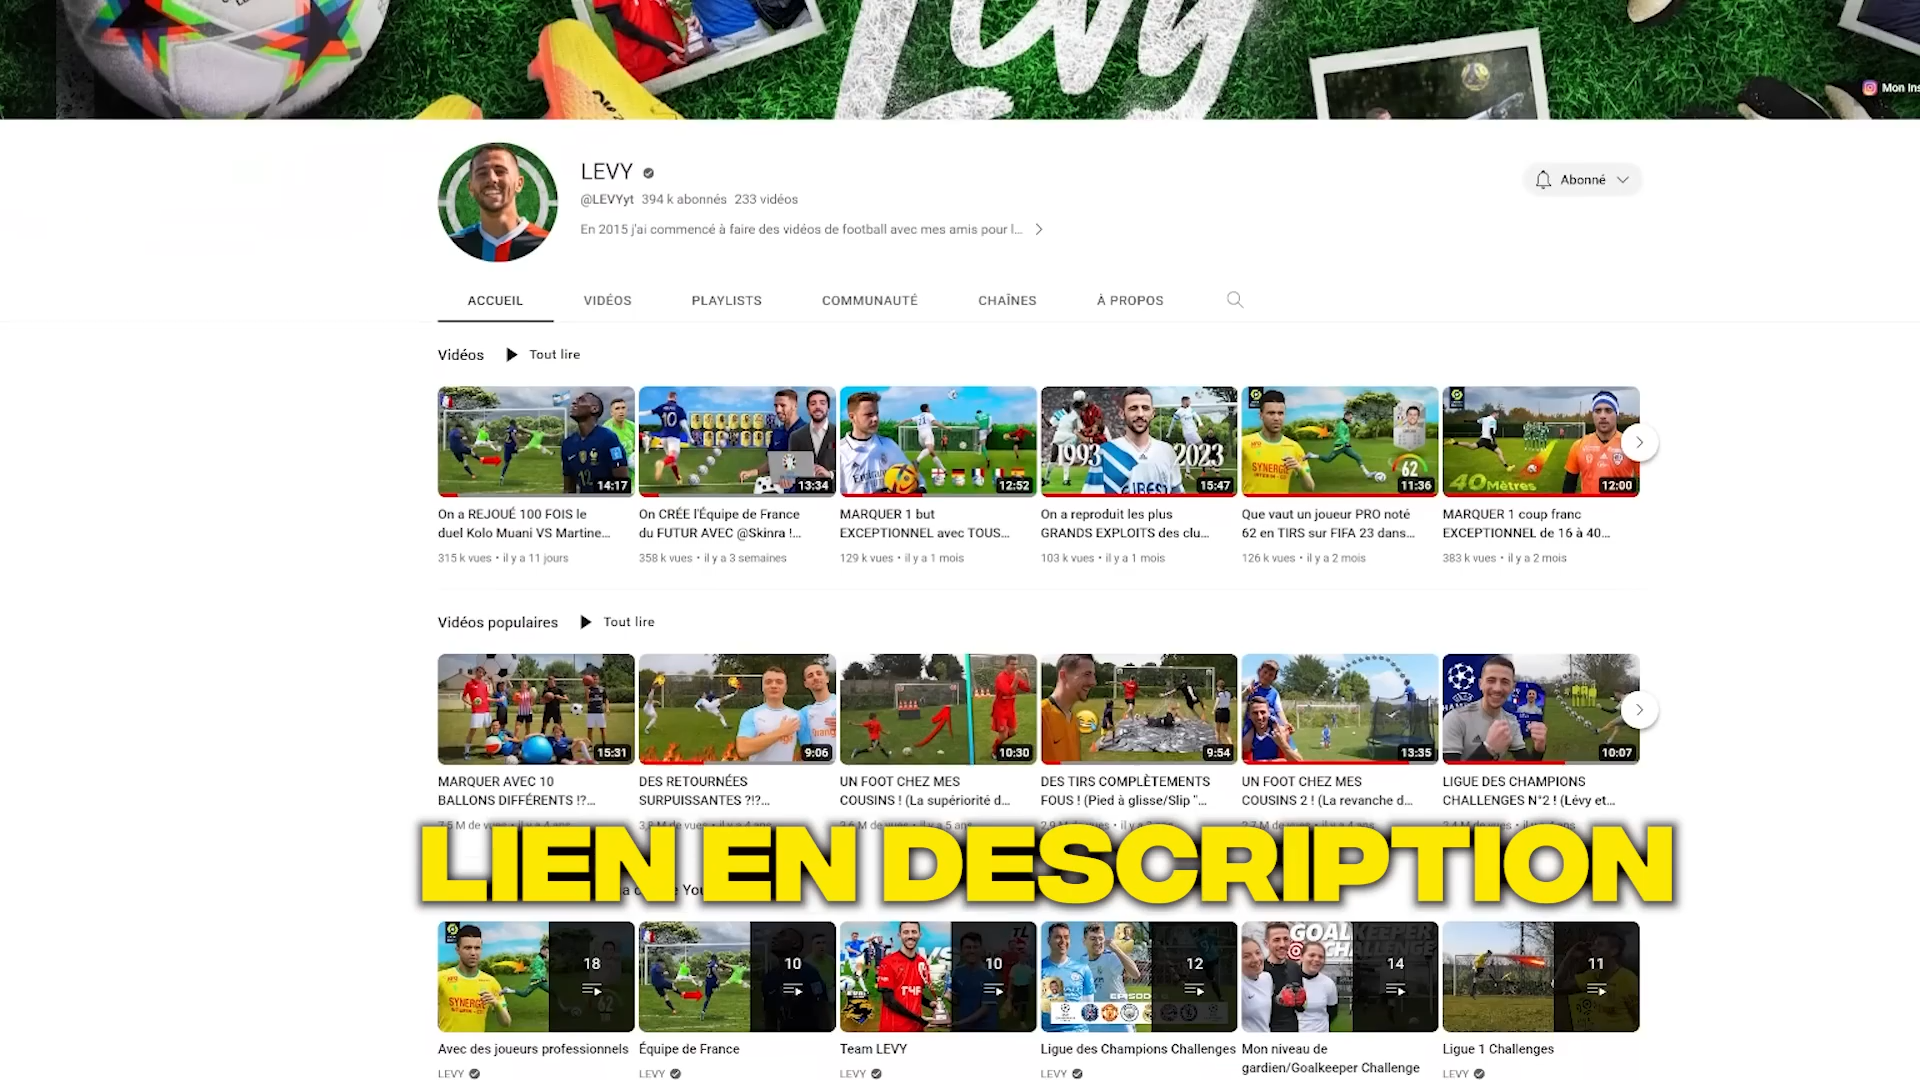 Levy
Mon Ins
LEVY
@LEVYyt 394 k abonnés 233 vidéos
En 2015 j'ai commencé à faire des vidéos de football avec mes amis pour l...
Abonné
ACCUEIL VIDÉOS PLAYLISTS COMMUNAUTÉ CHAÎNES À PROPOS
Vidéos Tout lire
10 1993 2023 62 40 Mètres
SYNERGIE
14:17 13:34 12:52 15:47 11:36 12:00
On a REJOUÉ 100 FOIS le
duel Kolo Muani VS Martine...
315 k vues • il y a 11 jours
On CRÉE l'Équipe de France
du FUTUR AVEC @Skinra !...
358 k vues • il y a 3 semaines
MARQUER 1 but
EXCEPTIONNEL avec TOUS...
129 k vues • il y a 1 mois
On a reproduit les plus
GRANDS EXPLOITS des clu...
103 k vues • il y a 1 mois
Que vaut un joueur PRO noté
62 en TIRS sur FIFA 23 dans...
126 k vues • il y a 2 mois
MARQUER 1 coup franc
EXCEPTIONNEL de 16 à 40...
383 k vues • il y a 2 mois
Vidéos populaires Tout lire
15:31 9:06 10:30 9:54 13:35 10:07
MARQUER AVEC 10
BALLONS DIFFÉRENTS !?...
DES RETOURNÉES
SURPUISSANTES ?!?...
UN FOOT CHEZ MES
COUSINS ! (La supériorité d...
DES TIRS COMPLÈTEMENTS
FOUS ! (Pied à glisse/Slip "...
UN FOOT CHEZ MES
COUSINS 2 ! (La revanche d...
LIGUE DES CHAMPIONS
CHALLENGES N°2 ! (Lévy et...
LIEN EN DESCRIPTION
GOALKEEPER
CHALLENGE
18 10 10 12 14 11
Avec des joueurs professionnels
LEVY
Équipe de France
LEVY
Team LEVY
LEVY
Ligue des Champions Challenges
LEVY
Mon niveau de
gardien/Goalkeeper Challenge
Ligue 1 Challenges
LEVY